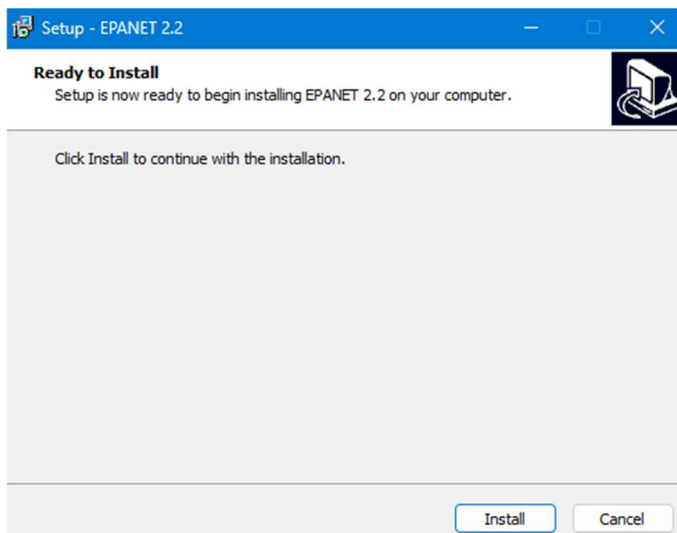 Setup - EPANET 2.2
Ready to Install
Setup is now ready to begin installing EPANET 2.2 on your computer.
Click Install to continue with the installation.
Install
Cancel